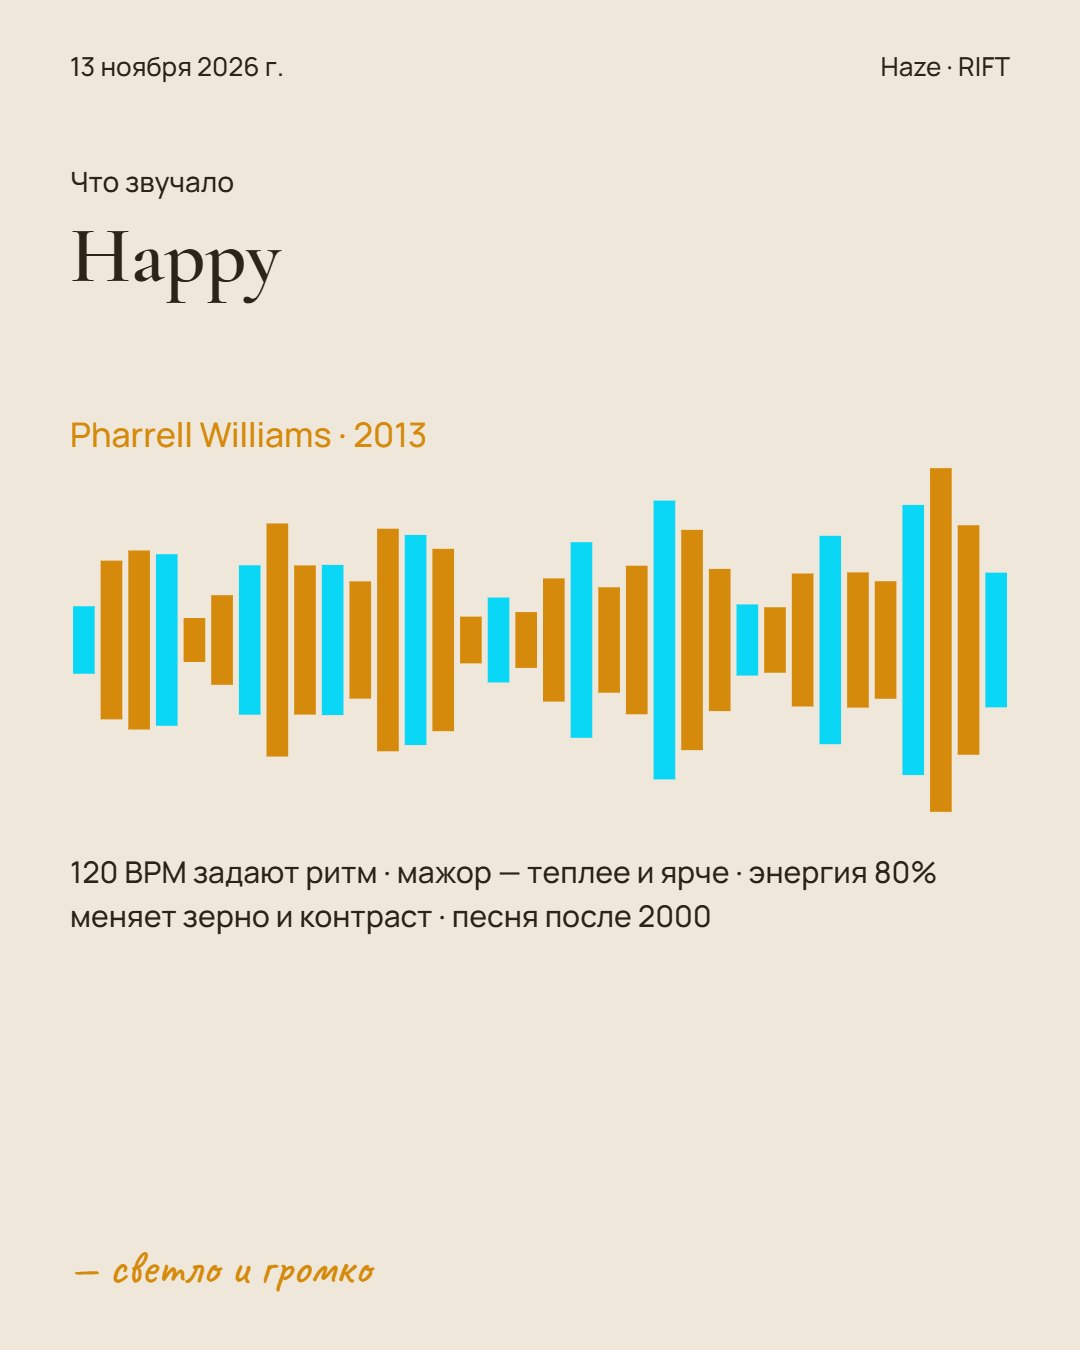 13 ноября 2026 г.
Haze · RIFT
Что звучало
Happy
Pharrell Williams · 2013
120 BPM задают ритм · мажор — теплее и ярче · энергия 80%
меняет зерно и контраст · песня после 2000
— светло и громко